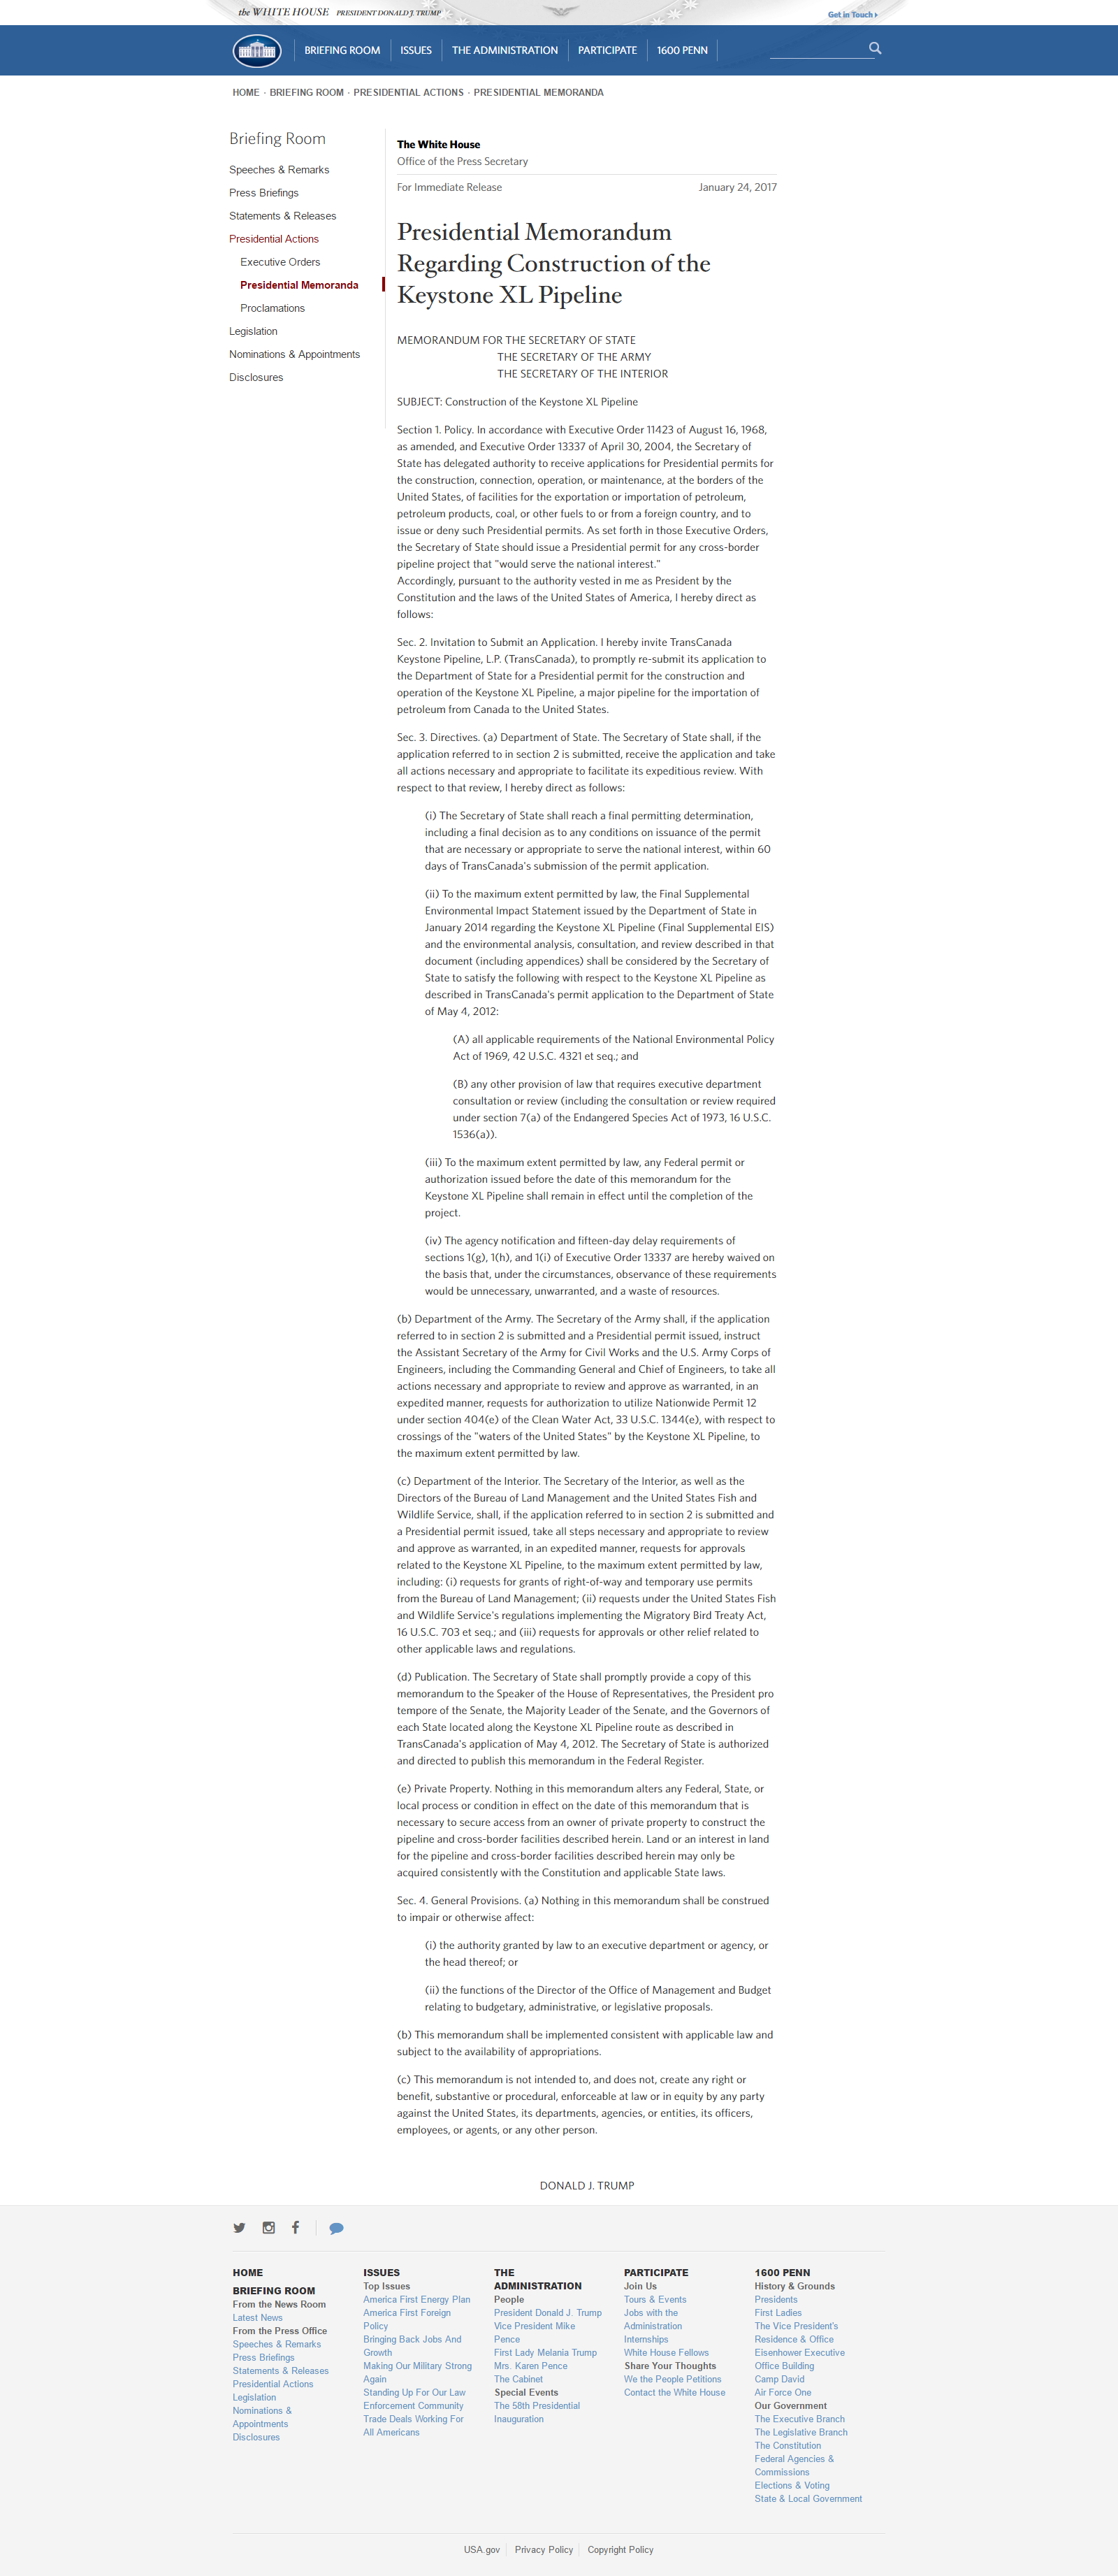 the WHITE HOUSE PRESIDENT DONALD J. TRUMP
Get in Touch
BRIEFING ROOM ISSUES THE ADMINISTRATION PARTICIPATE 1600 PENN
HOME · BRIEFING ROOM · PRESIDENTIAL ACTIONS · PRESIDENTIAL MEMORANDA
Briefing Room
Speeches & Remarks
Press Briefings
Statements & Releases
Presidential Actions
Executive Orders
Presidential Memoranda
Proclamations
Legislation
Nominations & Appointments
Disclosures
The White House
Office of the Press Secretary
For Immediate Release January 24, 2017
Presidential Memorandum
Regarding Construction of the
Keystone XL Pipeline
MEMORANDUM FOR THE SECRETARY OF STATE
THE SECRETARY OF THE ARMY
THE SECRETARY OF THE INTERIOR
SUBJECT: Construction of the Keystone XL Pipeline
Section 1. Policy. In accordance with Executive Order 11423 of August 16, 1968,
as amended, and Executive Order 13337 of April 30, 2004, the Secretary of
State has delegated authority to receive applications for Presidential permits for
the construction, connection, operation, or maintenance, at the borders of the
United States, of facilities for the exportation or importation of petroleum,
petroleum products, coal, or other fuels to or from a foreign country, and to
issue or deny such Presidential permits. As set forth in those Executive Orders,
the Secretary of State should issue a Presidential permit for any cross-border
pipeline project that "would serve the national interest."
Accordingly, pursuant to the authority vested in me as President by the
Constitution and the laws of the United States of America, I hereby direct as
follows:
Sec. 2. Invitation to Submit an Application. I hereby invite TransCanada
Keystone Pipeline, L.P. (TransCanada), to promptly re-submit its application to
the Department of State for a Presidential permit for the construction and
operation of the Keystone XL Pipeline, a major pipeline for the importation of
petroleum from Canada to the United States.
Sec. 3. Directives. (a) Department of State. The Secretary of State shall, if the
application referred to in section 2 is submitted, receive the application and take
all actions necessary and appropriate to facilitate its expeditious review. With
respect to that review, I hereby direct as follows:
(i) The Secretary of State shall reach a final permitting determination,
including a final decision as to any conditions on issuance of the permit
that are necessary or appropriate to serve the national interest, within 60
days of TransCanada's submission of the permit application.
(ii) To the maximum extent permitted by law, the Final Supplemental
Environmental Impact Statement issued by the Department of State in
January 2014 regarding the Keystone XL Pipeline (Final Supplemental EIS)
and the environmental analysis, consultation, and review described in that
document (including appendices) shall be considered by the Secretary of
State to satisfy the following with respect to the Keystone XL Pipeline as
described in TransCanada's permit application to the Department of State
of May 4, 2012:
(A) all applicable requirements of the National Environmental Policy
Act of 1969, 42 U.S.C. 4321 et seq.; and
(B) any other provision of law that requires executive department
consultation or review (including the consultation or review required
under section 7(a) of the Endangered Species Act of 1973, 16 U.S.C.
1536(a)).
(iii) To the maximum extent permitted by law, any Federal permit or
authorization issued before the date of this memorandum for the
Keystone XL Pipeline shall remain in effect until the completion of the
project.
(iv) The agency notification and fifteen-day delay requirements of
sections 1(g), 1(h), and 1(i) of Executive Order 13337 are hereby waived on
the basis that, under the circumstances, observance of these requirements
would be unnecessary, unwarranted, and a waste of resources.
(b) Department of the Army. The Secretary of the Army shall, if the application
referred to in section 2 is submitted and a Presidential permit issued, instruct
the Assistant Secretary of the Army for Civil Works and the U.S. Army Corps of
Engineers, including the Commanding General and Chief of Engineers, to take all
actions necessary and appropriate to review and approve as warranted, in an
expedited manner, requests for authorization to utilize Nationwide Permit 12
under section 404(e) of the Clean Water Act, 33 U.S.C. 1344(e), with respect to
crossings of the "waters of the United States" by the Keystone XL Pipeline, to
the maximum extent permitted by law.
(c) Department of the Interior. The Secretary of the Interior, as well as the
Directors of the Bureau of Land Management and the United States Fish and
Wildlife Service, shall, if the application referred to in section 2 is submitted and
a Presidential permit issued, take all steps necessary and appropriate to review
and approve as warranted, in an expedited manner, requests for approvals
related to the Keystone XL Pipeline, to the maximum extent permitted by law,
including: (i) requests for grants of right-of-way and temporary use permits
from the Bureau of Land Management; (ii) requests under the United States Fish
and Wildlife Service's regulations implementing the Migratory Bird Treaty Act,
16 U.S.C. 703 et seq.; and (iii) requests for approvals or other relief related to
other applicable laws and regulations.
(d) Publication. The Secretary of State shall promptly provide a copy of this
memorandum to the Speaker of the House of Representatives, the President pro
tempore of the Senate, the Majority Leader of the Senate, and the Governors of
each State located along the Keystone XL Pipeline route as described in
TransCanada's application of May 4, 2012. The Secretary of State is authorized
and directed to publish this memorandum in the Federal Register.
(e) Private Property. Nothing in this memorandum alters any Federal, State, or
local process or condition in effect on the date of this memorandum that is
necessary to secure access from an owner of private property to construct the
pipeline and cross-border facilities described herein. Land or an interest in land
for the pipeline and cross-border facilities described herein may only be
acquired consistently with the Constitution and applicable State laws.
Sec. 4. General Provisions. (a) Nothing in this memorandum shall be construed
to impair or otherwise affect:
(i) the authority granted by law to an executive department or agency, or
the head thereof; or
(ii) the functions of the Director of the Office of Management and Budget
relating to budgetary, administrative, or legislative proposals.
(b) This memorandum shall be implemented consistent with applicable law and
subject to the availability of appropriations.
(c) This memorandum is not intended to, and does not, create any right or
benefit, substantive or procedural, enforceable at law or in equity by any party
against the United States, its departments, agencies, or entities, its officers,
employees, or agents, or any other person.
DONALD J. TRUMP
HOME
BRIEFING ROOM
From the News Room
Latest News
From the Press Office
Speeches & Remarks
Press Briefings
Statements & Releases
Presidential Actions
Legislation
Nominations &
Appointments
Disclosures
ISSUES
Top Issues
America First Energy Plan
America First Foreign
Policy
Bringing Back Jobs And
Growth
Making Our Military Strong
Again
Standing Up For Our Law
Enforcement Community
Trade Deals Working For
All Americans
THE
ADMINISTRATION
People
President Donald J. Trump
Vice President Mike
Pence
First Lady Melania Trump
Mrs. Karen Pence
The Cabinet
Special Events
The 58th Presidential
Inauguration
PARTICIPATE
Join Us
Tours & Events
Jobs with the
Administration
Internships
White House Fellows
Share Your Thoughts
We the People Petitions
Contact the White House
1600 PENN
History & Grounds
Presidents
First Ladies
The Vice President's
Residence & Office
Eisenhower Executive
Office Building
Camp David
Air Force One
Our Government
The Executive Branch
The Legislative Branch
The Constitution
Federal Agencies &
Commissions
Elections & Voting
State & Local Government
USA.gov Privacy Policy Copyright Policy